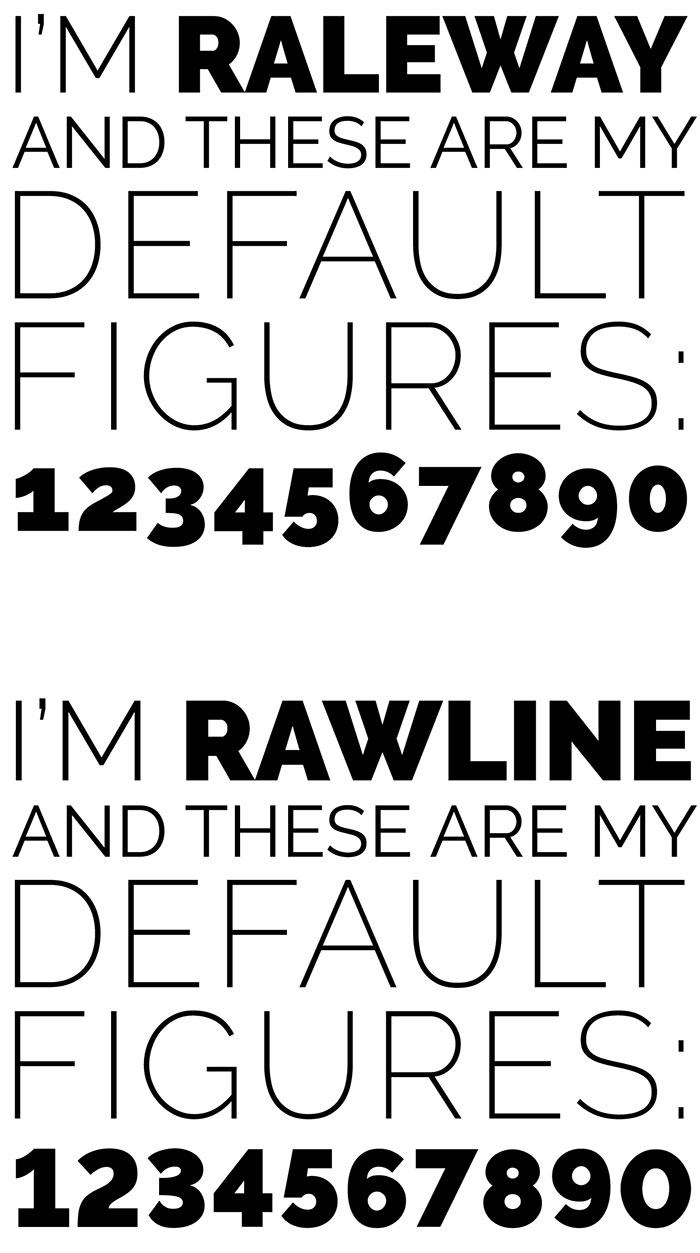 I’M RALEWAY
AND THESE ARE MY
DEFAULT
FIGURES:
1234567890
I’M RAWLINE
AND THESE ARE MY
DEFAULT
FIGURES:
1234567890